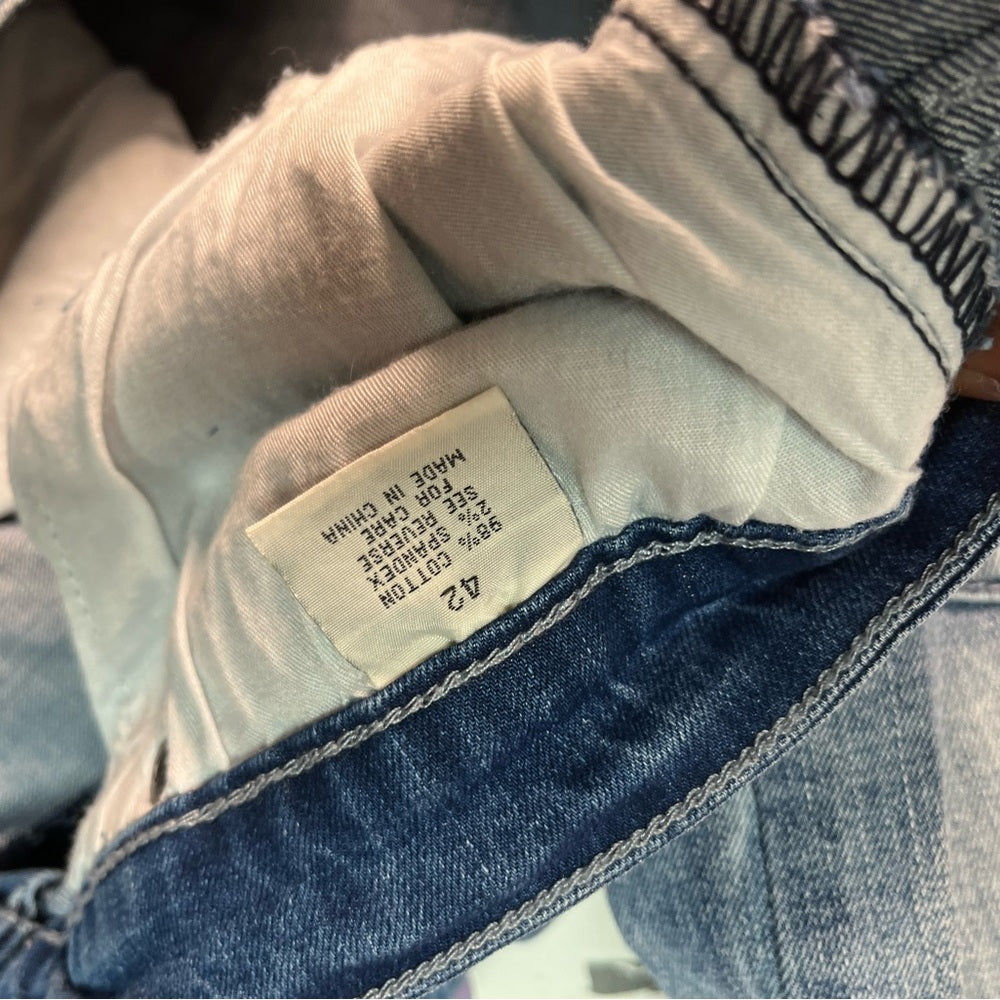 42
98% COTTON
2% SPANDEX
SEE REVERSE
FOR CARE
MADE IN CHINA